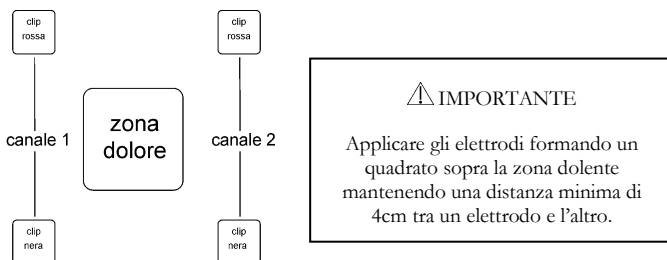 clip
rossa
clip
rossa
canale 1
zona
dolore
canale 2
clip
nera
clip
nera
⚠ IMPORTANTE
Applicare gli elettrodi formando un
quadrato sopra la zona dolente
mantenendo una distanza minima di
4cm tra un elettrodo e l'altro.